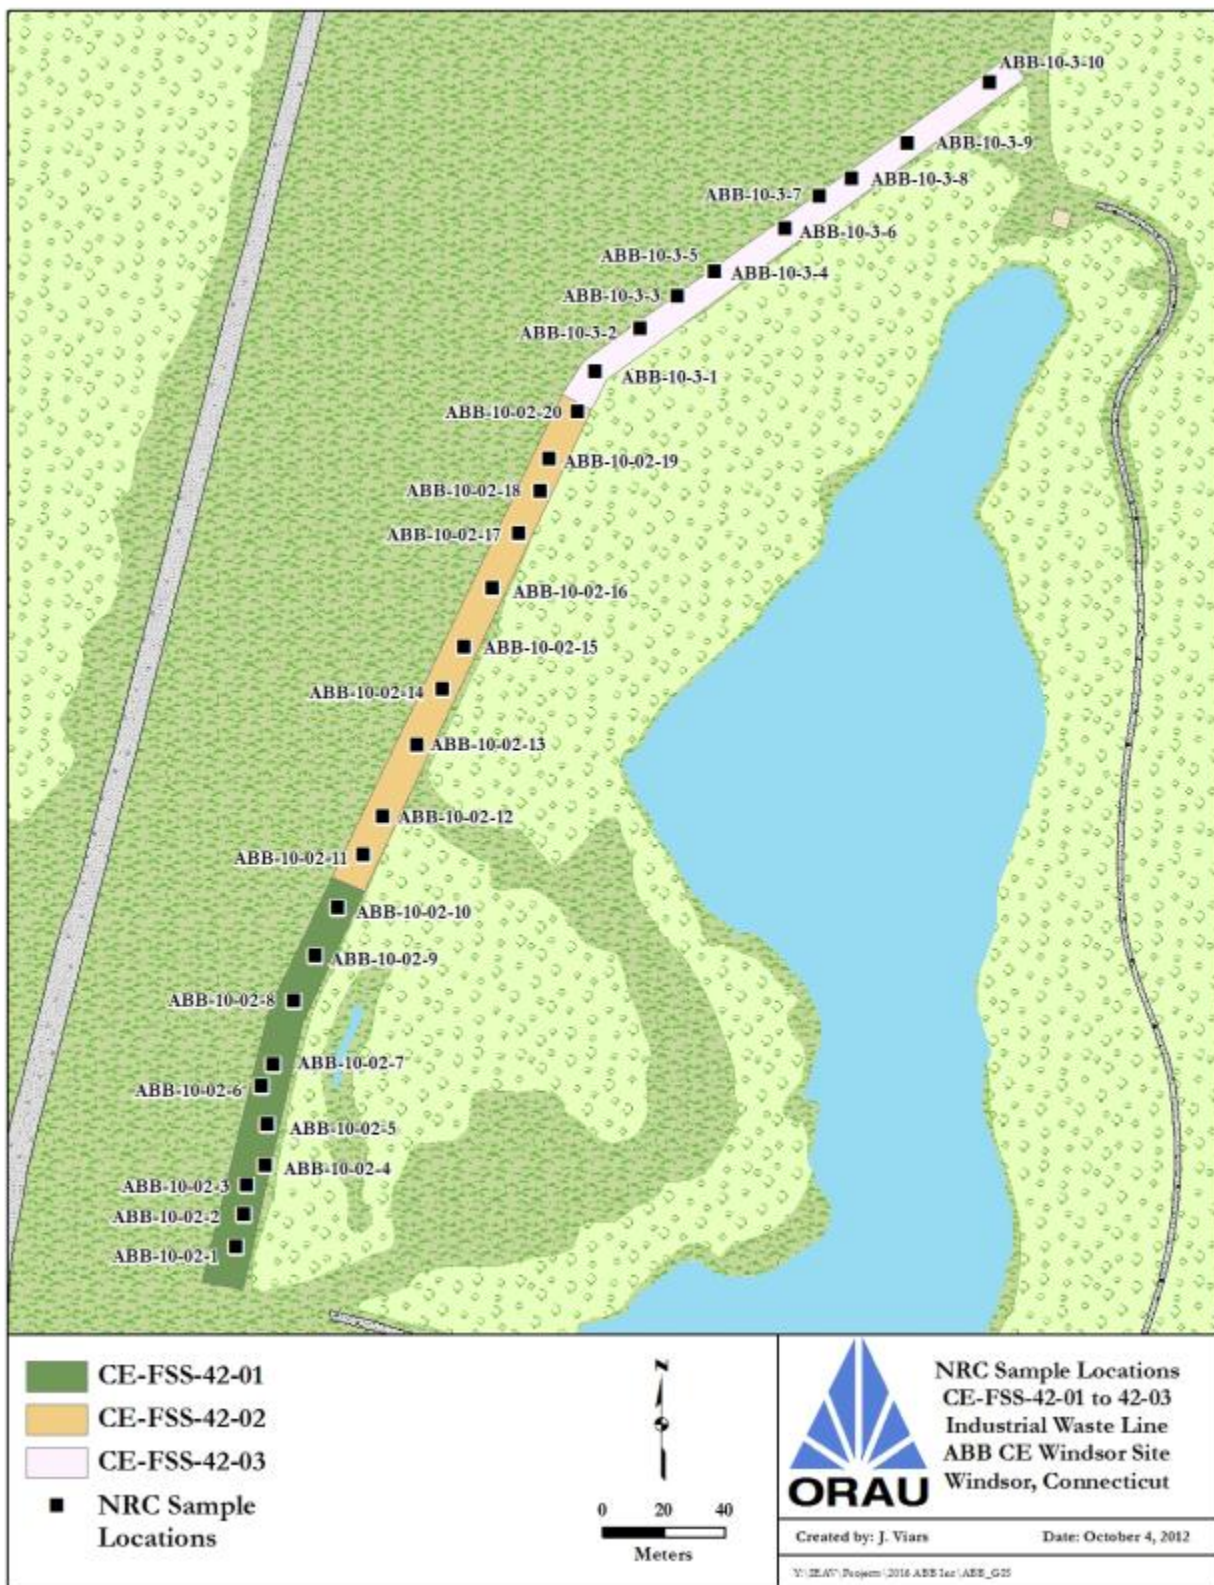 ABB-10-3-10
ABB-10-3-9
ABB-10-3-8
ABB-10-3-7
ABB-10-3-6
ABB-10-3-5
ABB-10-3-4
ABB-10-3-3
ABB-10-3-2
ABB-10-3-1
ABB-10-02-20
ABB-10-02-19
ABB-10-02-18
ABB-10-02-17
ABB-10-02-16
ABB-10-02-15
ABB-10-02-14
ABB-10-02-13
ABB-10-02-12
ABB-10-02-11
ABB-10-02-10
ABB-10-02-9
ABB-10-02-8
ABB-10-02-7
ABB-10-02-6
ABB-10-02-5
ABB-10-02-4
ABB-10-02-3
ABB-10-02-2
ABB-10-02-1
CE-FSS-42-01
CE-FSS-42-02
CE-FSS-42-03
NRC Sample
Locations
N
0 20 40
Meters
ORAU
NRC Sample Locations
CE-FSS-42-01 to 42-03
Industrial Waste Line
ABB CE Windsor Site
Windsor, Connecticut
Created by: J. Viars Date: October 4, 2012